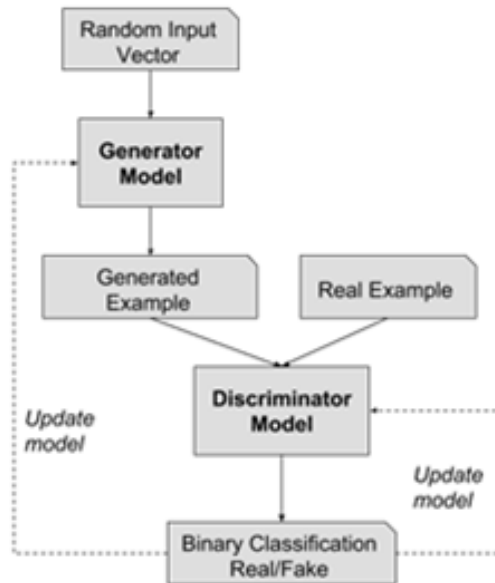 Random Input
Vector
Generator
Model
Generated
Example
Real Example
Discriminator
Model
Update
model
Update
model
Binary Classification
Real/Fake